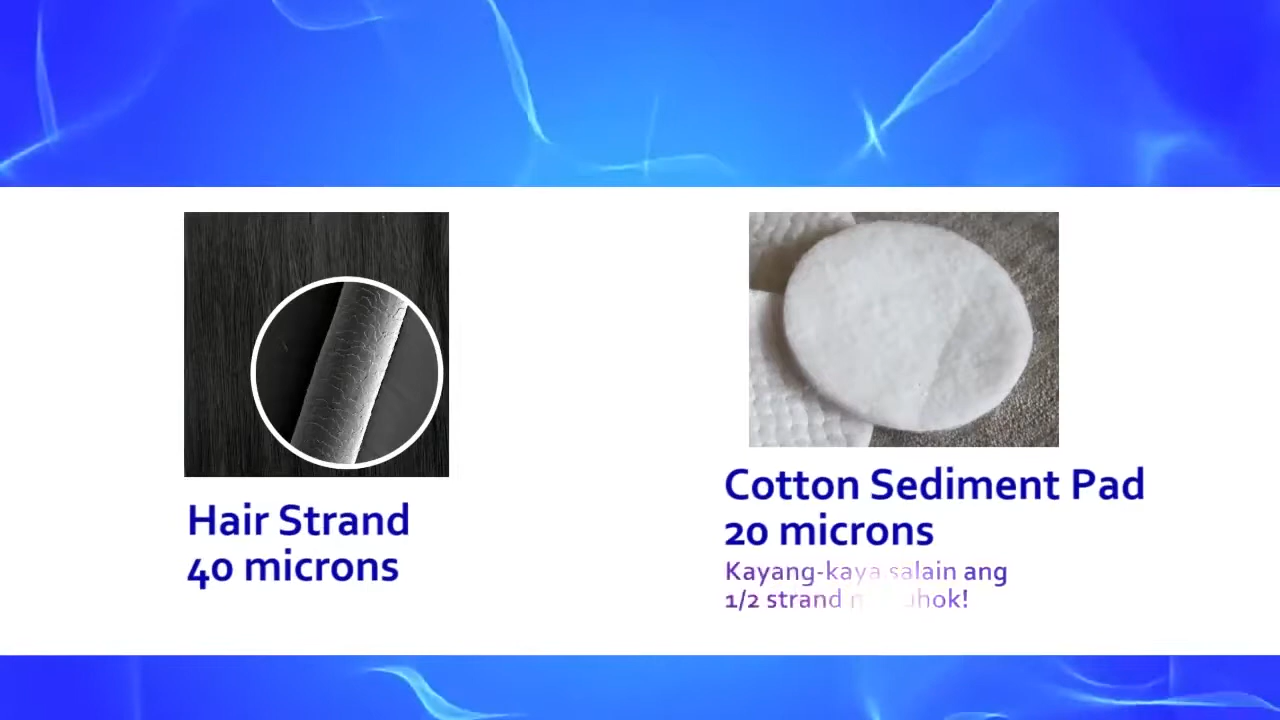 Hair Strand
40 microns
Cotton Sediment Pad
20 microns
Kayang-kaya salain ang
1/2 strand